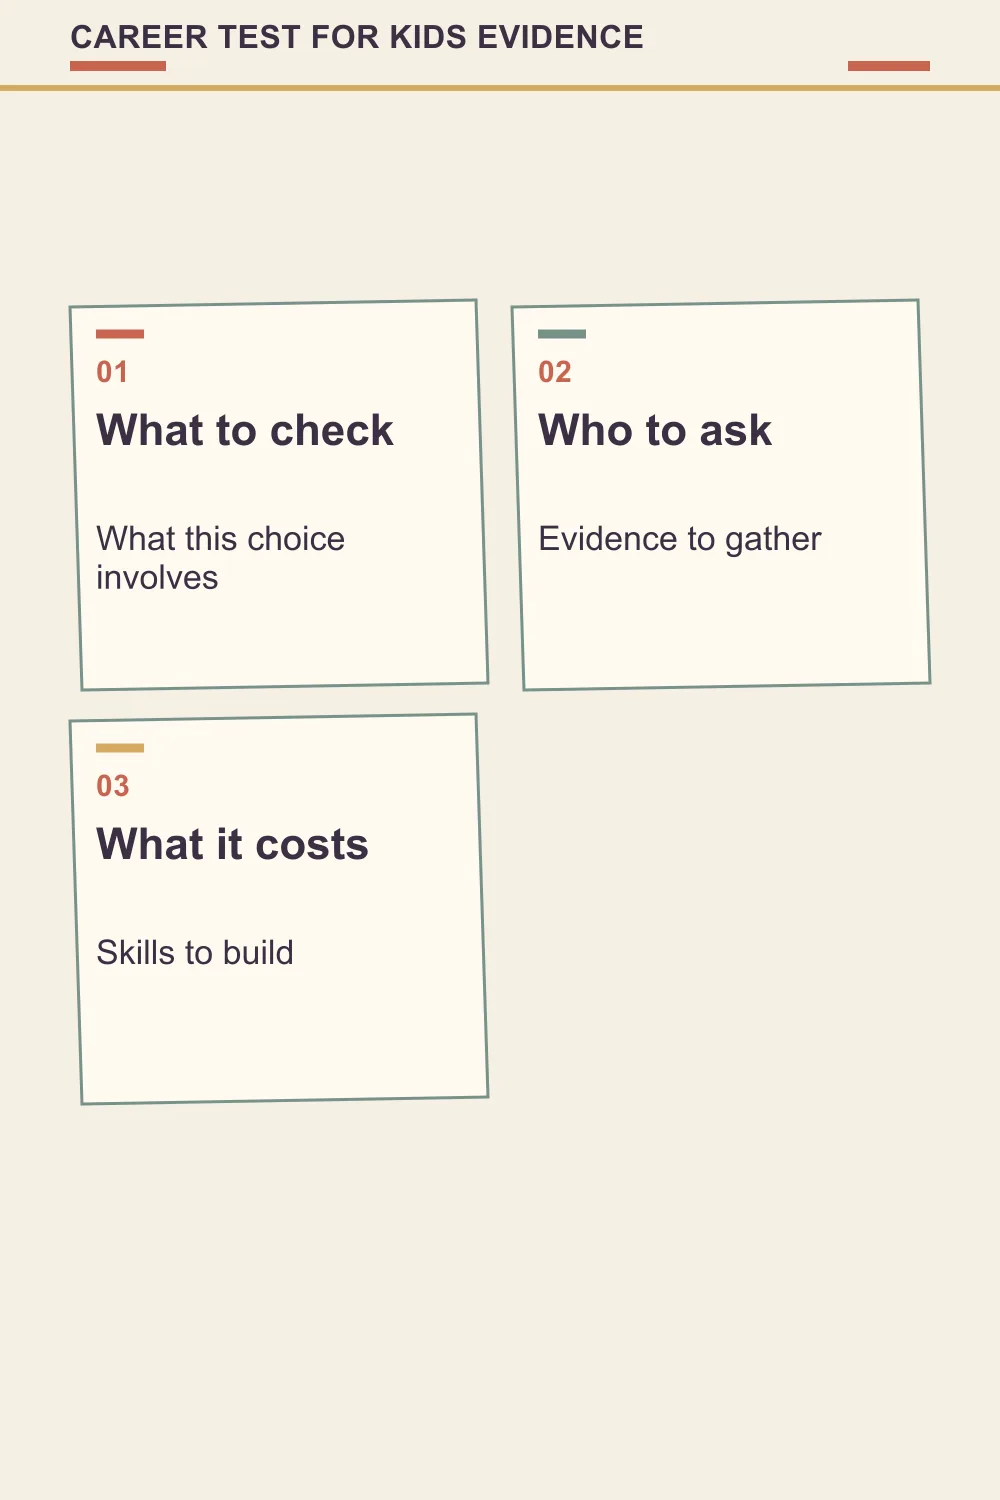 CAREER TEST FOR KIDS EVIDENCE
01
What to check
What this choice
involves
02
Who to ask
Evidence to gather
03
What it costs
Skills to build